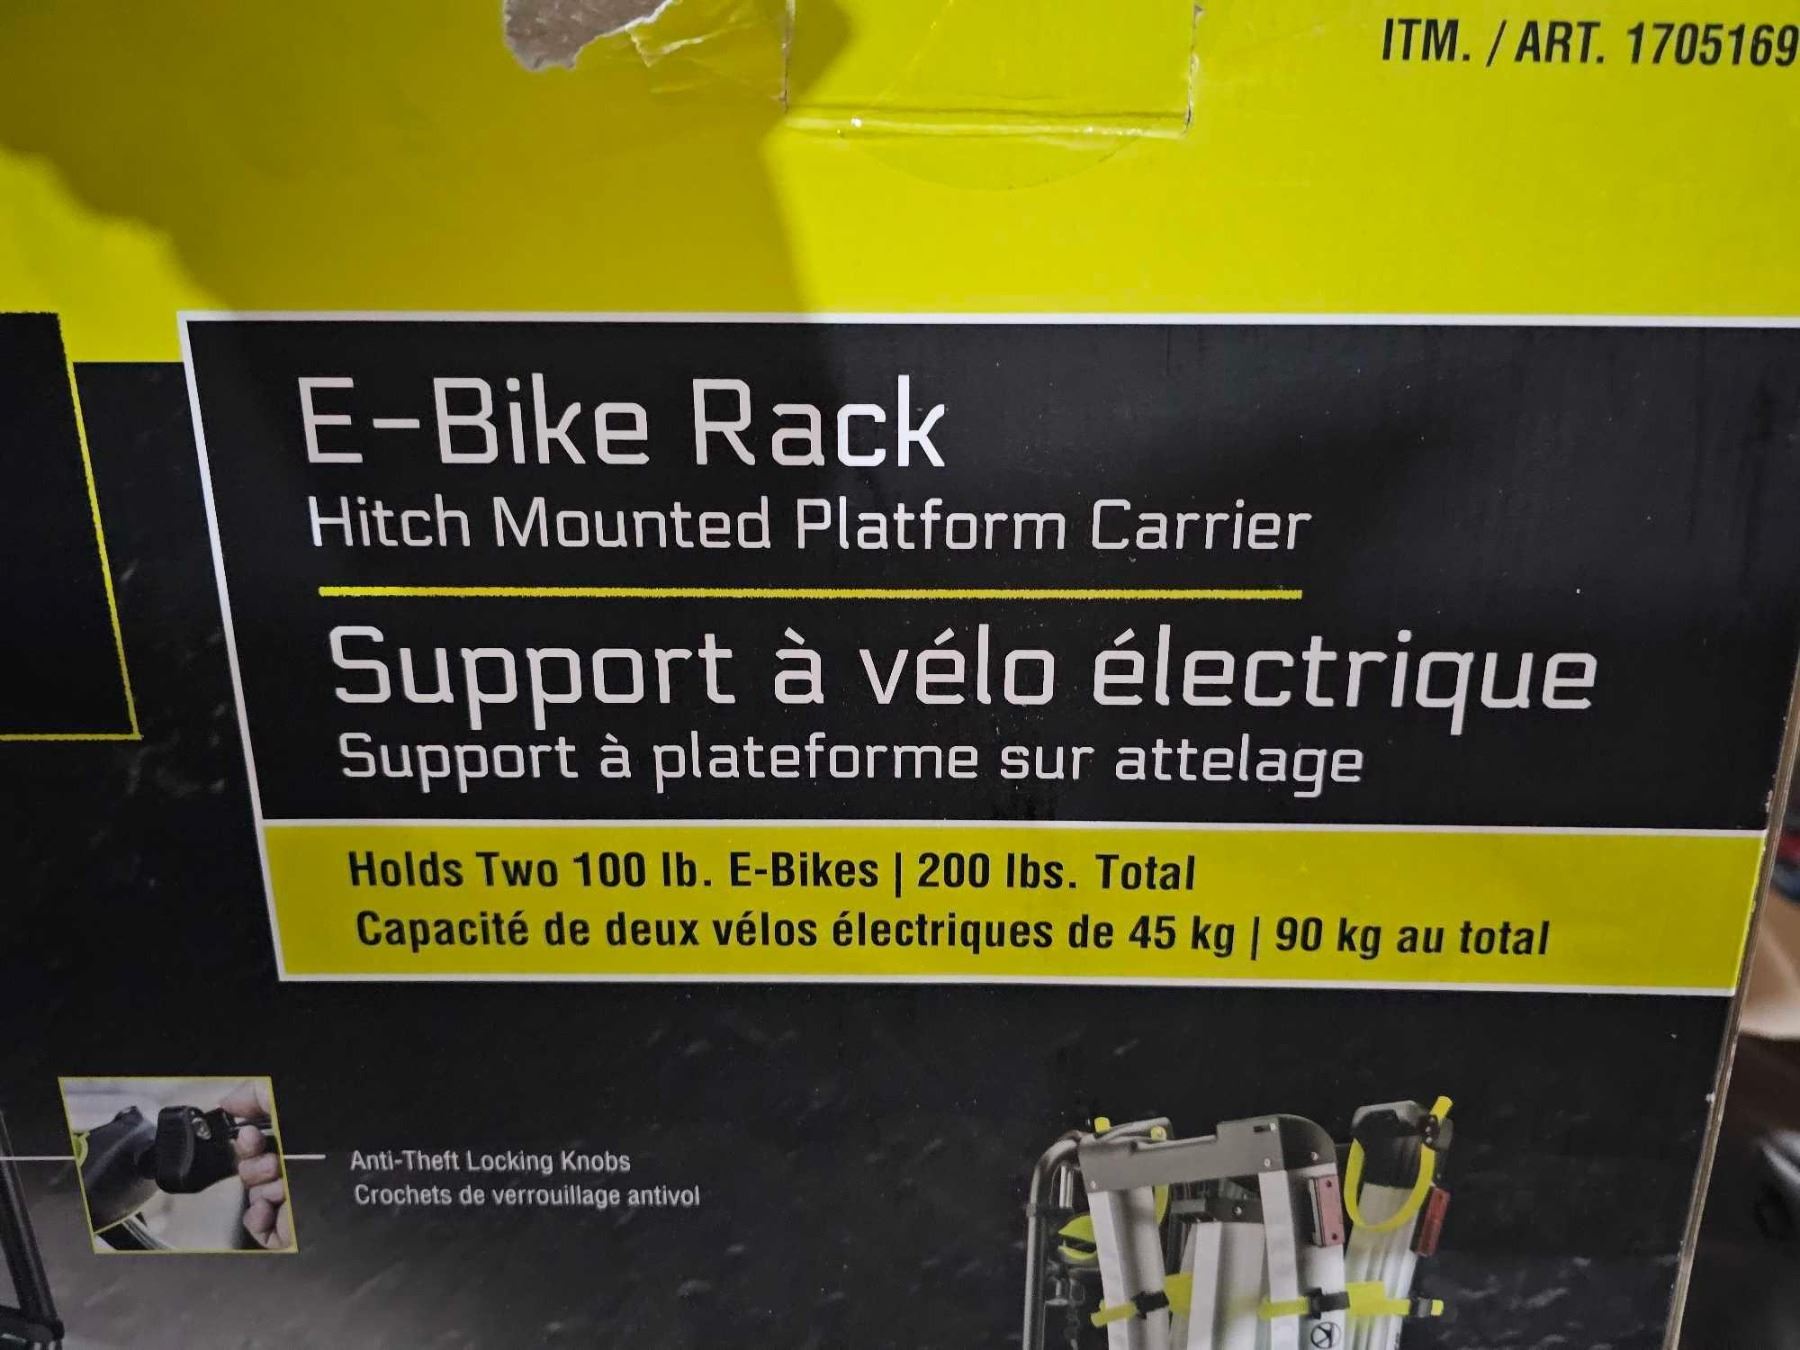 ITM. / ART. 1705169
E-Bike Rack
Hitch Mounted Platform Carrier
Support à vélo électrique
Support à plateforme sur attelage
Holds Two 100 lb. E-Bikes | 200 lbs. Total
Capacité de deux vélos électriques de 45 kg | 90 kg au total
Anti-Theft Locking Knobs
Crochets de verrouillage antivol